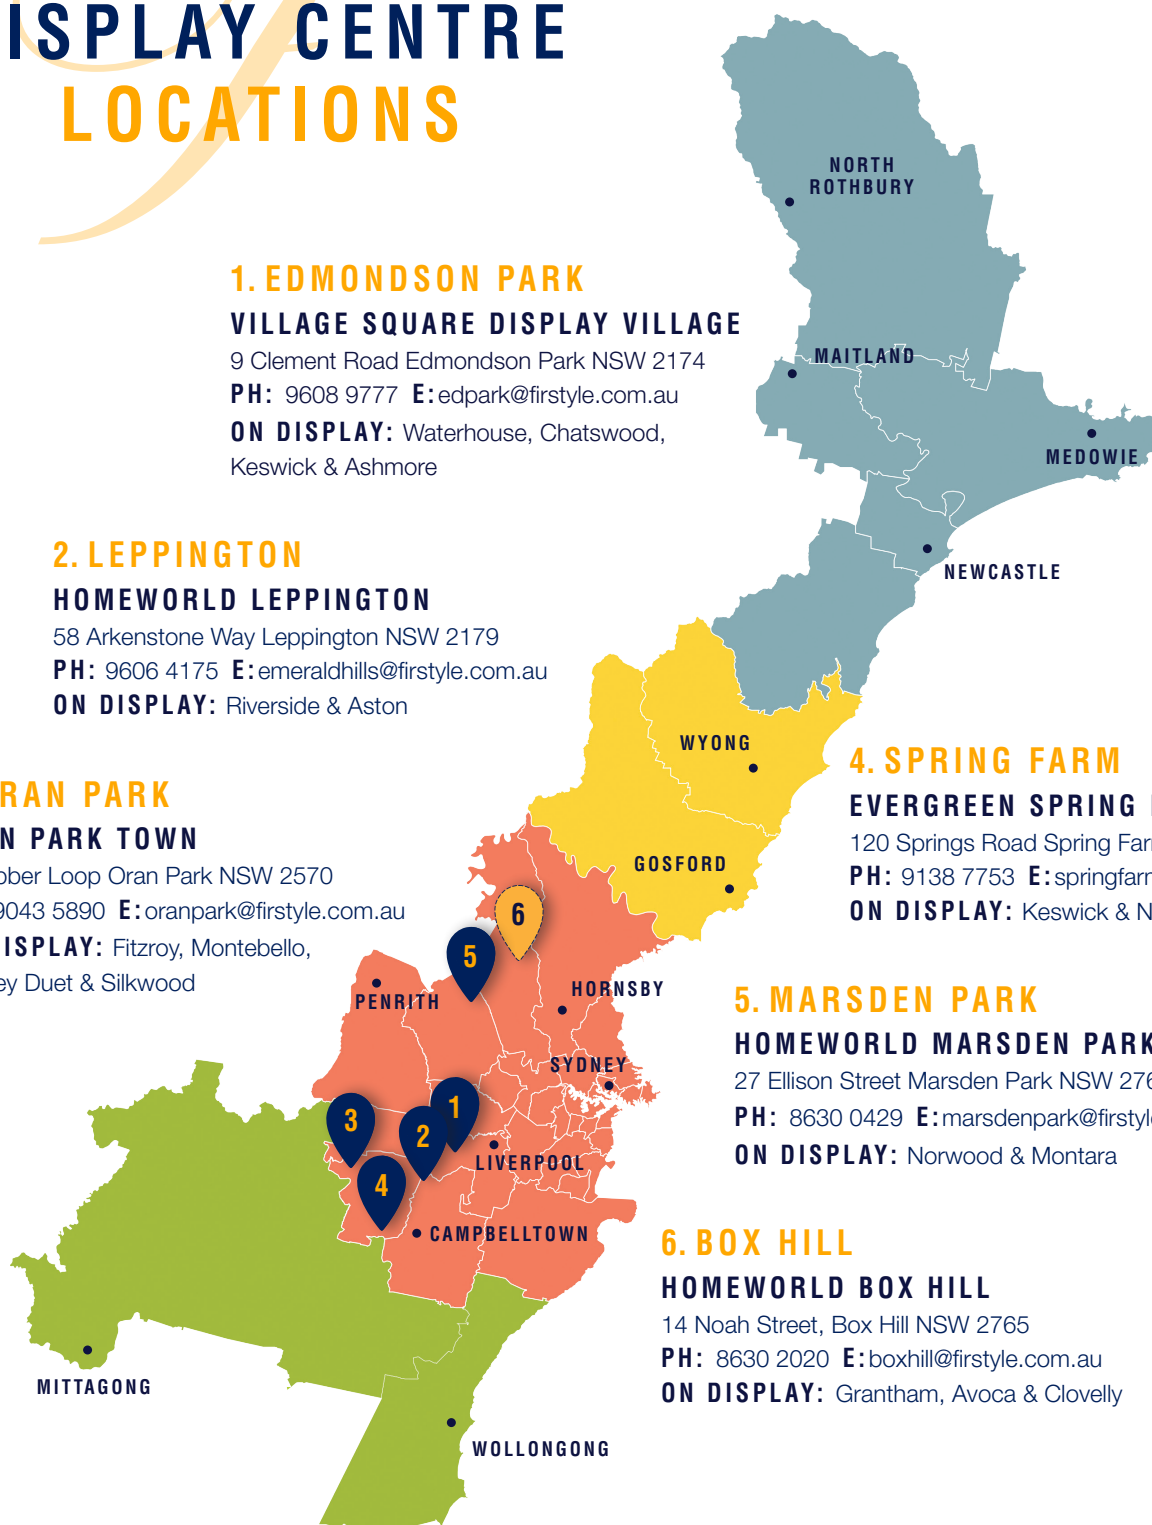 ISPLAY CENTRE
LOCATIONS
NORTH
ROTHBURY
1. EDMONDSON PARK
VILLAGE SQUARE DISPLAY VILLAGE
9 Clement Road Edmondson Park NSW 2174
PH: 9608 9777 E: edpark@firstyle.com.au
ON DISPLAY: Waterhouse, Chatswood,
Keswick & Ashmore
MAITLAND
MEDOWIE
NEWCASTLE
2. LEPPINGTON
HOMEWORLD LEPPINGTON
58 Arkenstone Way Leppington NSW 2179
PH: 9606 4175 E: emeraldhills@firstyle.com.au
ON DISPLAY: Riverside & Aston
WYONG
GOSFORD
RAN PARK
N PARK TOWN
ober Loop Oran Park NSW 2570
9043 5890 E: oranpark@firstyle.com.au
ISPLAY: Fitzroy, Montebello,
ey Duet & Silkwood
4. SPRING FARM
EVERGREEN SPRING
120 Springs Road Spring Far
PH: 9138 7753 E: springfarm
ON DISPLAY: Keswick & N
6
5
PENRITH
HORNSBY
SYDNEY
3
2
1
4
LIVERPOOL
CAMPBELLTOWN
5. MARSDEN PARK
HOMEWORLD MARSDEN PARK
27 Ellison Street Marsden Park NSW 276
PH: 8630 0429 E: marsdenpark@firstyle
ON DISPLAY: Norwood & Montara
6. BOX HILL
HOMEWORLD BOX HILL
14 Noah Street, Box Hill NSW 2765
PH: 8630 2020 E: boxhill@firstyle.com.au
ON DISPLAY: Grantham, Avoca & Clovelly
MITTAGONG
WOLLONGONG